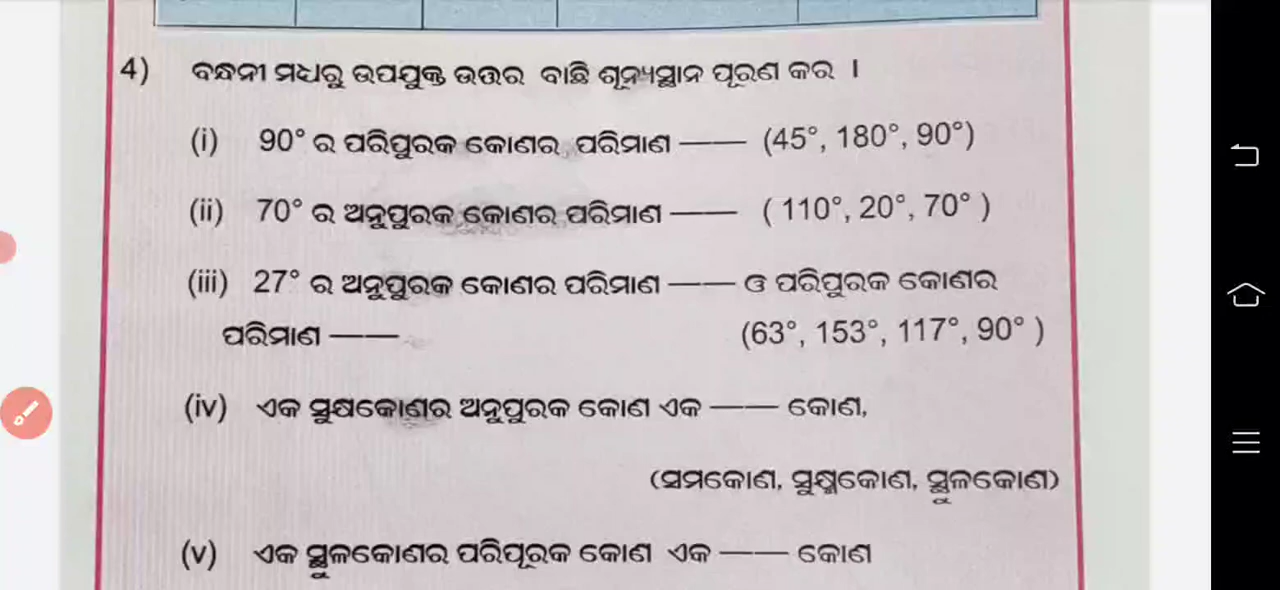 4) ବନ୍ଧନୀ ମଧ୍ୟରୁ ଉପଯୁକ୍ତ ଉତ୍ତର ବାଛି ଶୂନ୍ୟସ୍ଥାନ ପୂରଣ କର ।
(i) 90° ର ପରିପୁରକ କୋଣର ପରିମାଣ —— (45°, 180°, 90°)
(ii) 70° ର ଅନୁପୁରକ କୋଣର ପରିମାଣ —— ( 110°, 20°, 70° )
(iii) 27° ର ଅନୁପୁରକ କୋଣର ପରିମାଣ —— ଓ ପରିପୁରକ କୋଣର
ପରିମାଣ —— (63°, 153°, 117°, 90° )
(iv) ଏକ ସୁକ୍ଷକୋଣର ଅନୁପୁରକ କୋଣ ଏକ —— କୋଣ,
(ସମକୋଣ, ସୁକ୍ଷ୍ମକୋଣ, ସ୍ଥୁଳକୋଣ)
(v) ଏକ ସ୍ଥୁଳକୋଣର ପରିପୂରକ କୋଣ ଏକ —— କୋଣ